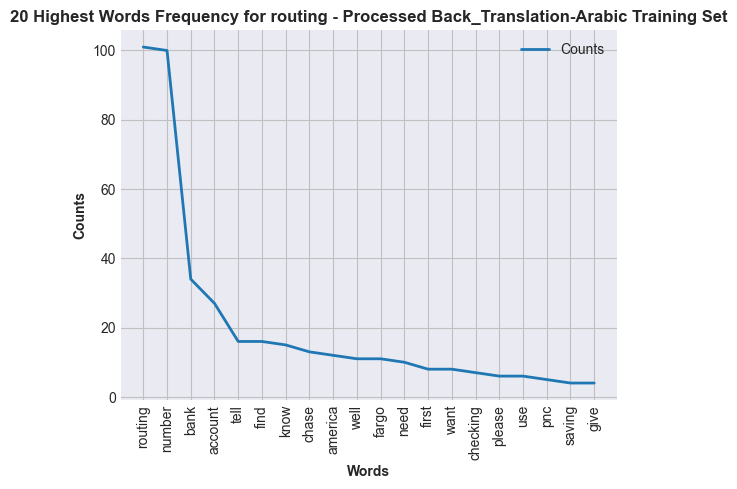 20 Highest Words Frequency for routing - Processed Back_Translation-Arabic Training Set
Counts
100
80
60
40
20
0
Counts
routing
number
bank
account
tell
find
know
chase
america
well
fargo
need
first
want
checking
please
use
pnc
saving
give
Words